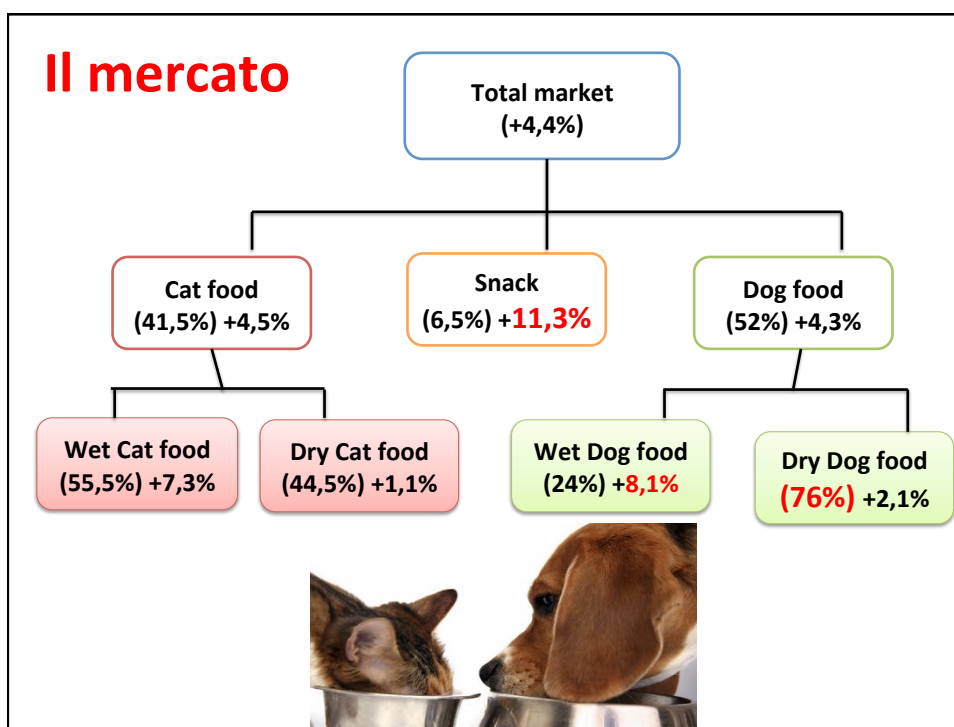 Il mercato
Total market
(+4,4%)
Cat food
(41,5%) +4,5%
Snack
(6,5%) +11,3%
Dog food
(52%) +4,3%
Wet Cat food
(55,5%) +7,3%
Dry Cat food
(44,5%) +1,1%
Wet Dog food
(24%) +8,1%
Dry Dog food
(76%) +2,1%